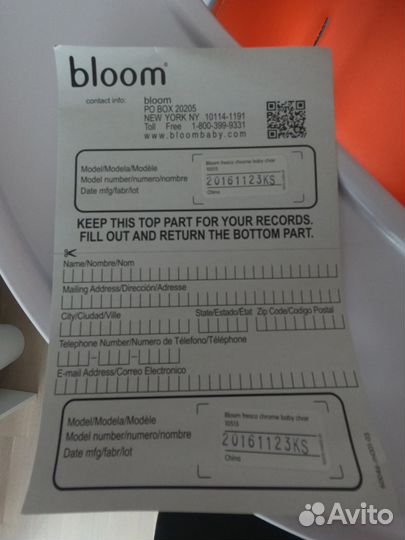 bloom®
contact info: bloom
PO BOX 20205
NEW YORK NY 10114-1191
Toll Free 1-800-399-9331
www.bloombaby.com
Model/Modela/Modèle
Model number/numero/nombre
Date mfg/fabr/lot
Bloom fresco chrome baby chair
10515
20161123KS
China
KEEP THIS TOP PART FOR YOUR RECORDS.
FILL OUT AND RETURN THE BOTTOM PART.
Name/Nombre/Nom
Mailing Address/Dirección/Adresse
City/Ciudad/Ville State/Estado/État Zip Code/Codigo Postal
Telephone Number/Numero de Télefono/Téléphone
E-mail Address/Correo Electronico
Model/Modela/Modèle
Model number/numero/nombre
Date mfg/fabr/lot
Bloom fresco chrome baby chair
10515
20161123KS
China
Avito